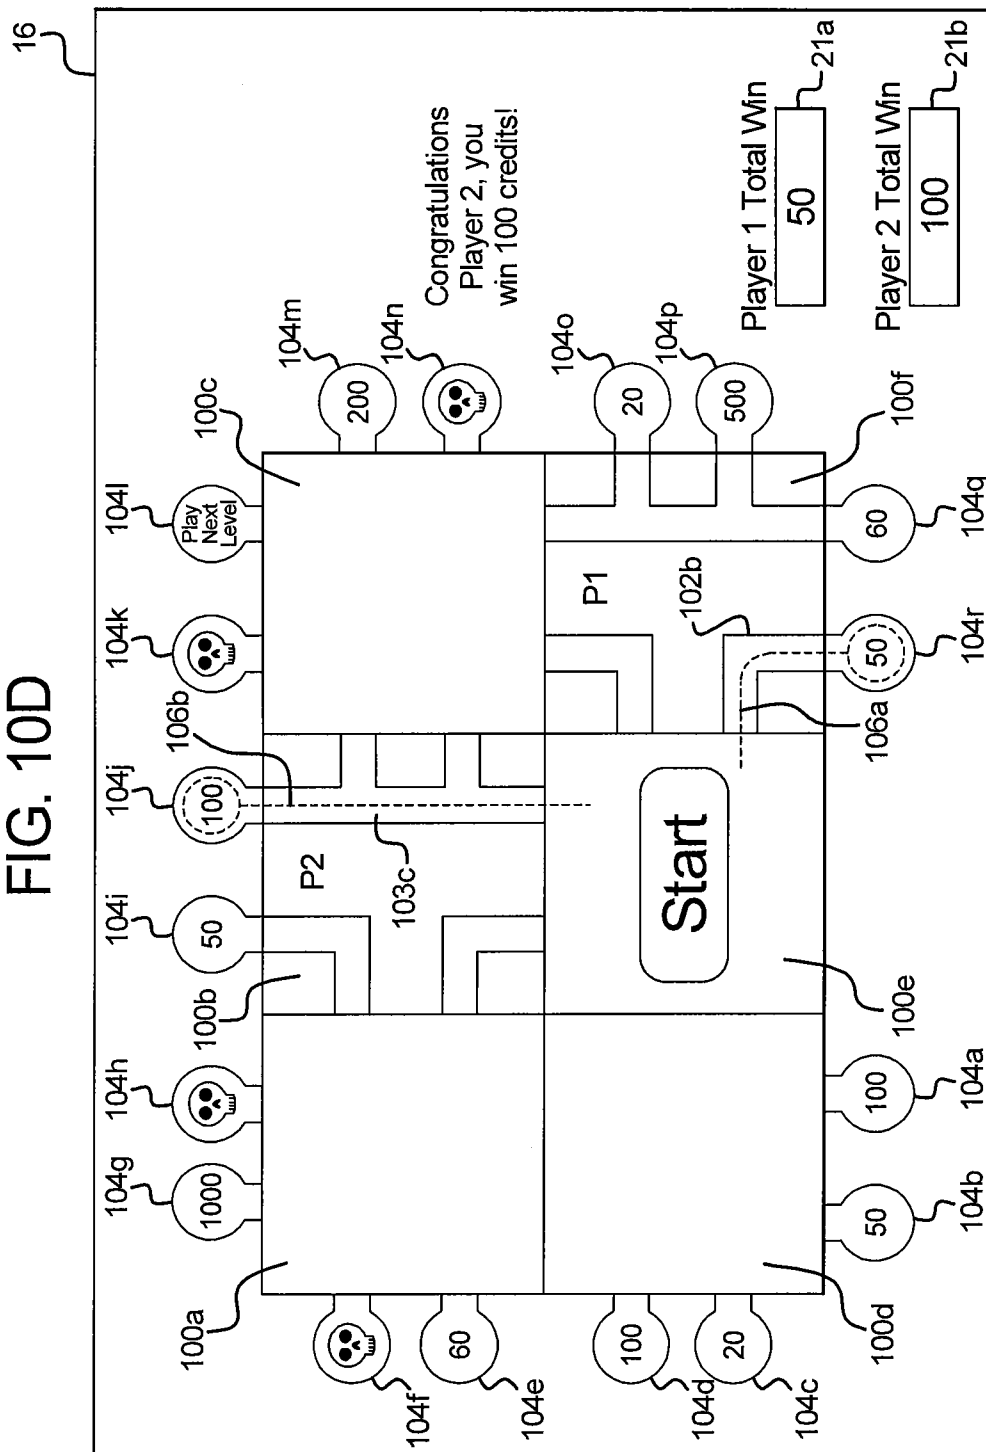 FIG. 10D
16
104g
104h
104i
104j
104k
104l
1000
50
100
Play
Next
Level
100a
100b
P2
103c
106b
100c
104m
200
104n
Congratulations
Player 2, you
win 100 credits!
104f
60
104e
100
104d
20
104c
Start
P1
102b
20
104o
500
104p
100d
50
104b
100
104a
100e
106a
50
104r
60
104q
100f
Player 1 Total Win
50
21a
Player 2 Total Win
100
21b